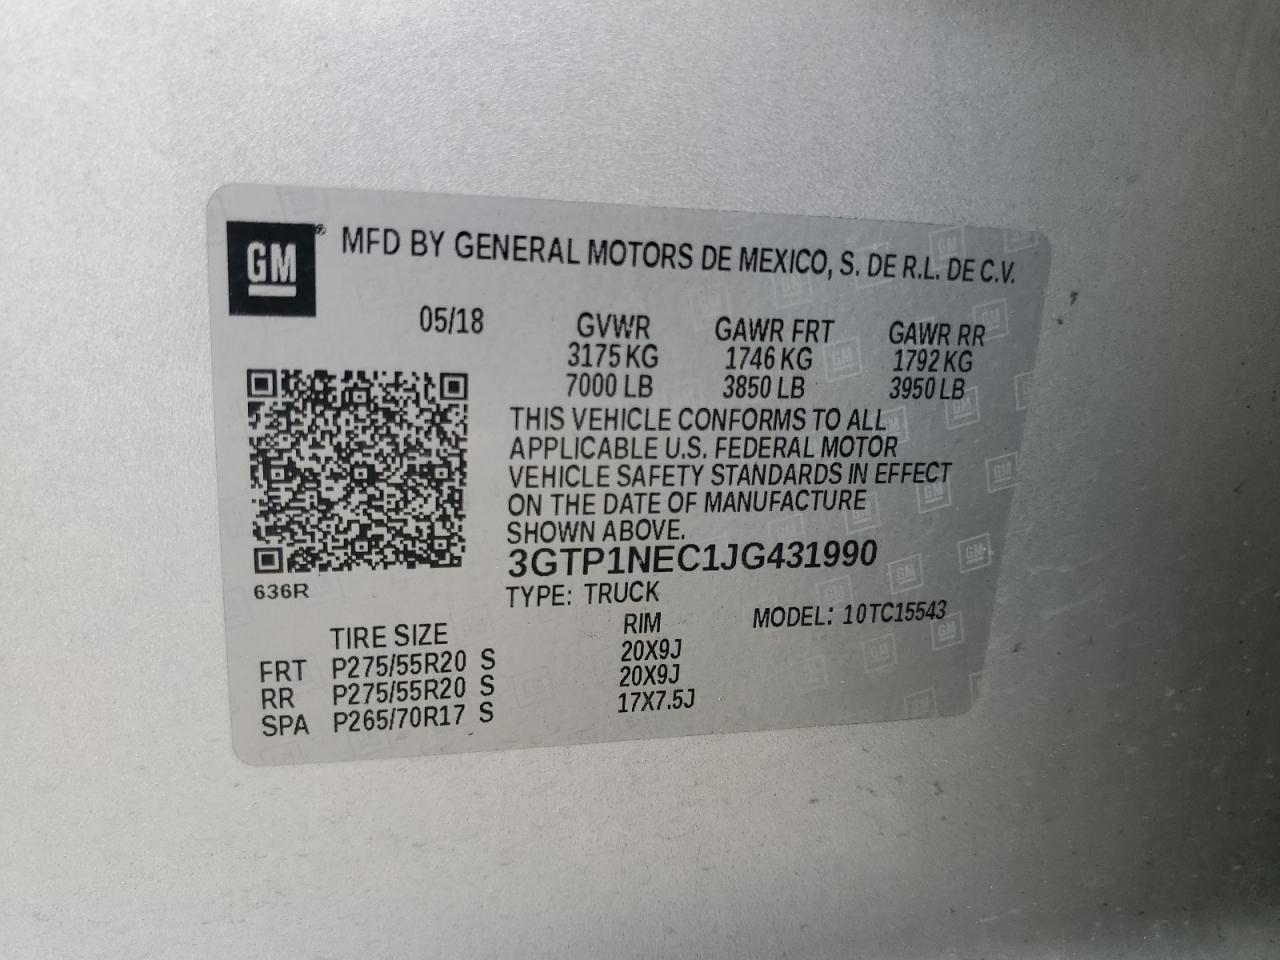 GM® MFD BY GENERAL MOTORS DE MEXICO, S. DE R.L. DE C.V.
05/18 GVWR GAWR FRT GAWR RR
3175 KG 1746 KG 1792 KG
7000 LB 3850 LB 3950 LB
THIS VEHICLE CONFORMS TO ALL
APPLICABLE U.S. FEDERAL MOTOR
VEHICLE SAFETY STANDARDS IN EFFECT
ON THE DATE OF MANUFACTURE
SHOWN ABOVE.
3GTP1NEC1JG431990
636R
TYPE: TRUCK
MODEL: 10TC15543
TIRE SIZE RIM
FRT P275/55R20 S 20X9J
RR P275/55R20 S 20X9J
SPA P265/70R17 S 17X7.5J